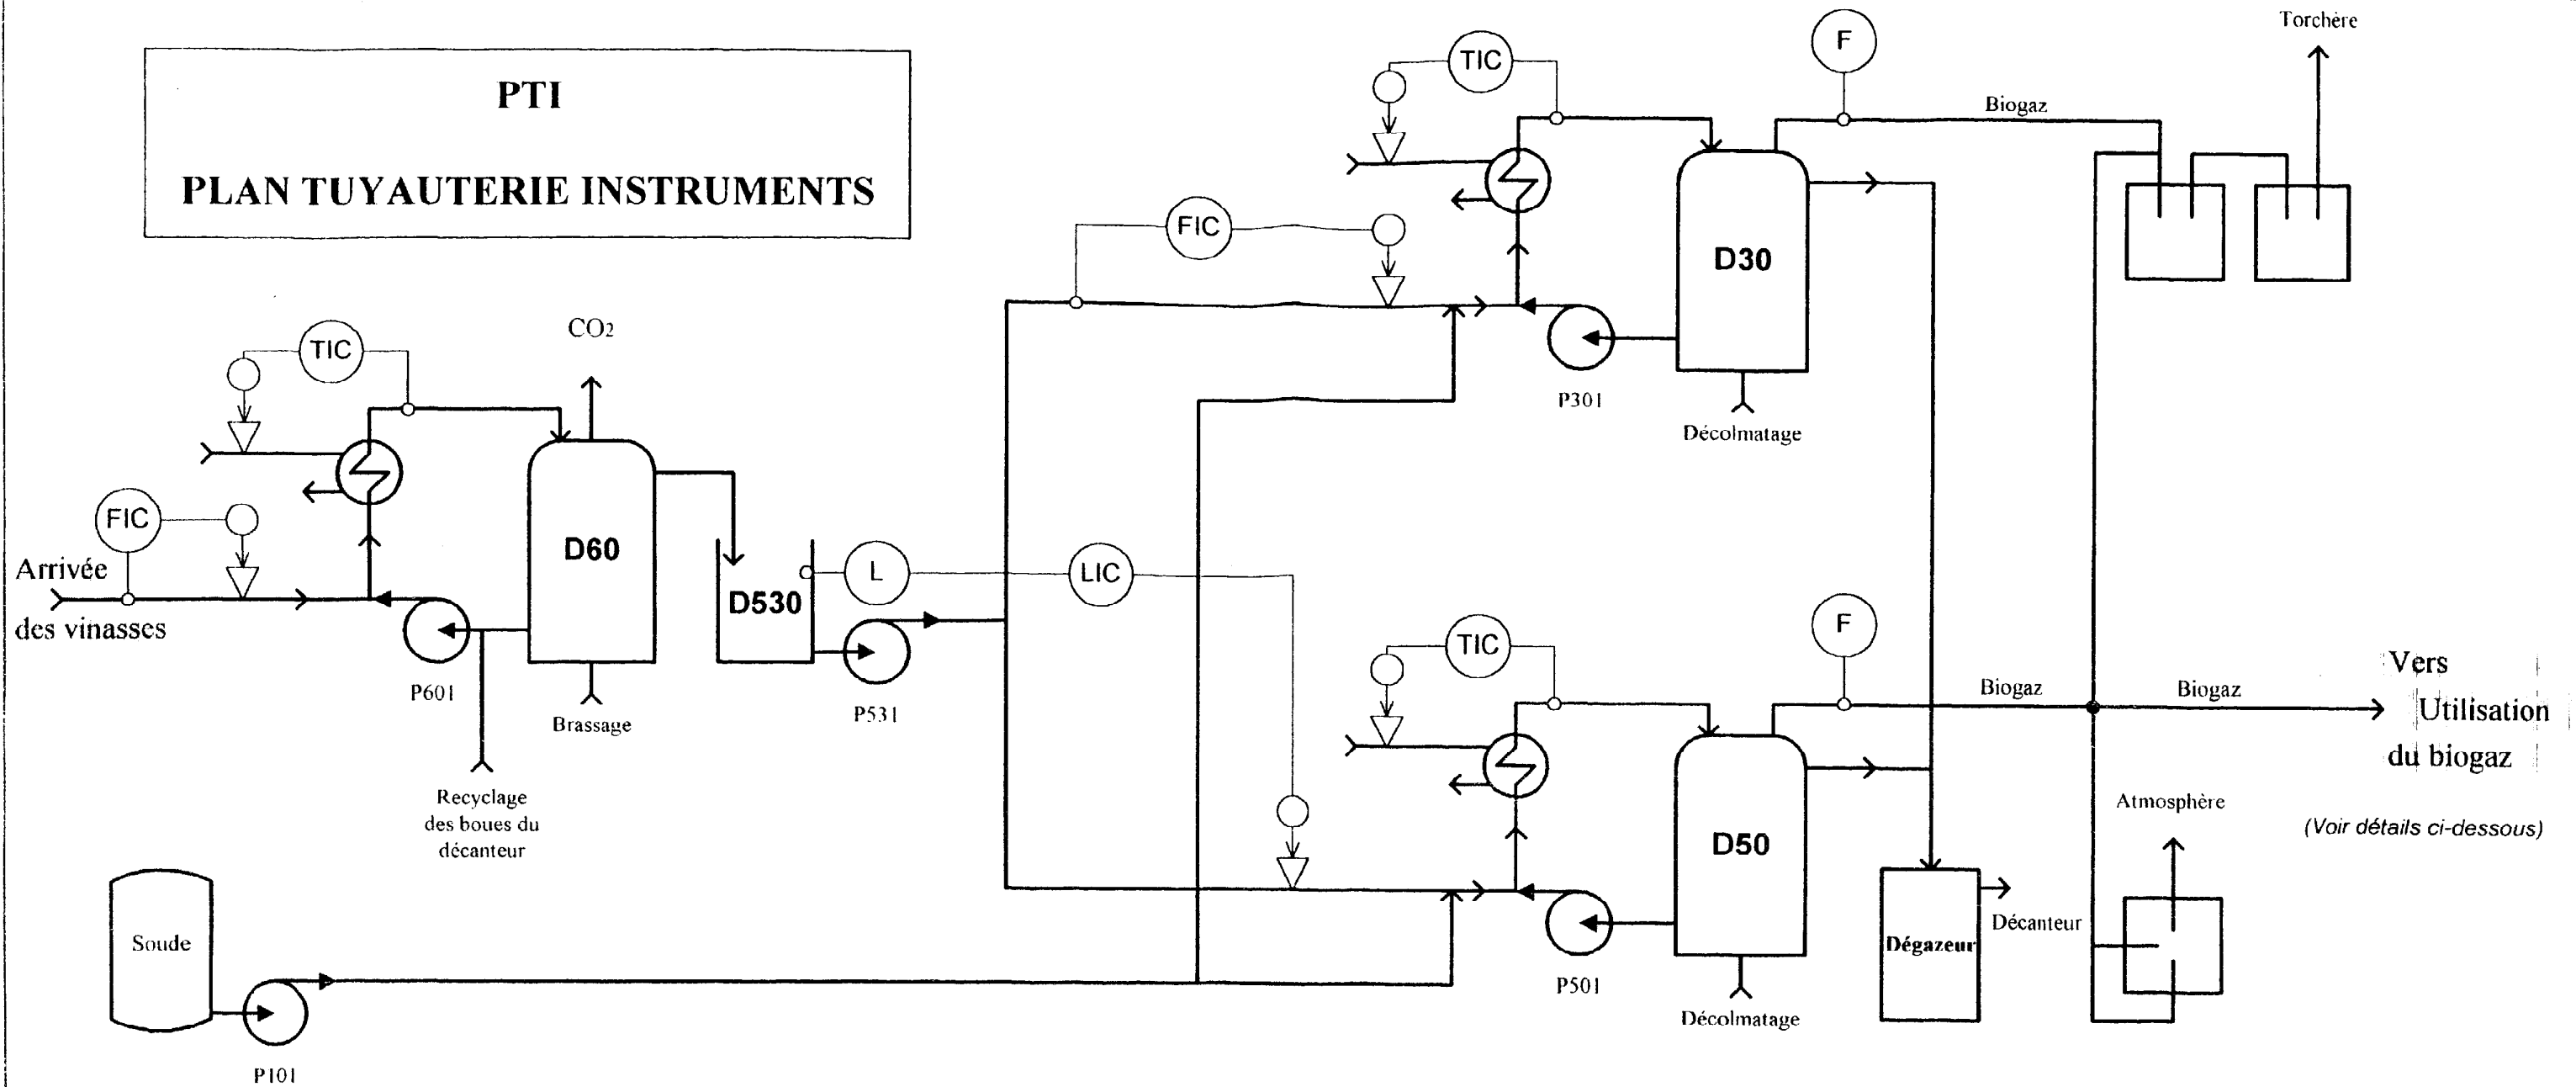 PTI
PLAN TUYAUTERIE INSTRUMENTS
Torchère
TIC
F
Biogaz
FIC
D30
P301
Décolmatage
CO2
TIC
FIC
Arrivée
des vinasses
D60
P601
Brassage
Recyclage
des boues du
décanteur
D530
L
LIC
P531
TIC
F
Biogaz
Biogaz
Vers
Utilisation
du biogaz
(Voir détails ci-dessous)
Atmosphère
D50
P501
Décolmatage
Dégazeur
Décanteur
Soude
P101